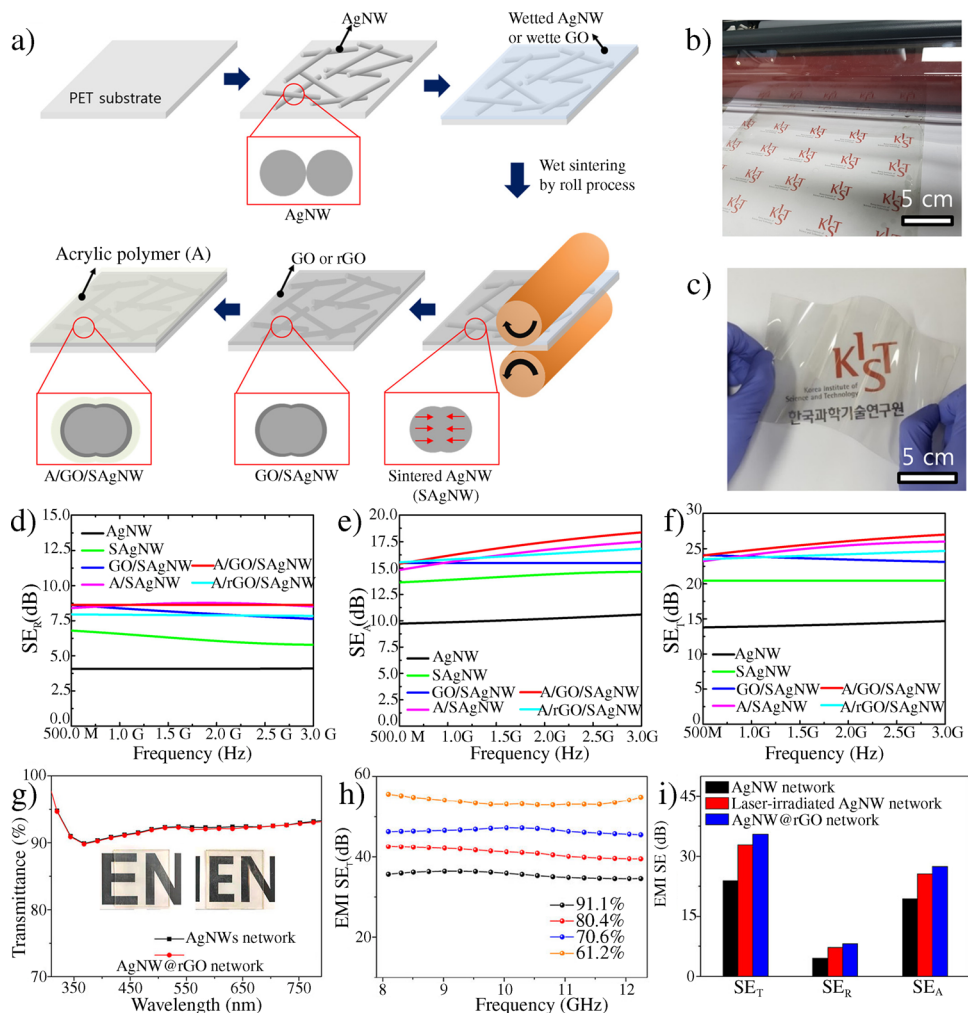 a)
AgNW
Wetted AgNW
or wette GO
PET substrate
AgNW
Wet sintering
by roll process
Acrylic polymer (A)
GO or rGO
A/GO/SAgNW
GO/SAgNW
Sintered AgNW
(SAgNW)
b)
KIST
5 cm
c)
KIST
Korea Institute of
Science and Technology
한국과학기술연구원
5 cm
d)
15.0
12.5
10.0
7.5
5.0
2.5
0.0
SE_R(dB)
AgNW
SAgNW
GO/SAgNW
A/GO/SAgNW
A/SAgNW
A/rGO/SAgNW
500.0 M 1.0 G 1.5 G 2.0 G 2.5 G 3.0 G
Frequency (Hz)
e)
20.0
17.5
15.0
12.5
10.0
7.5
5.0
2.5
0.0
SE_A(dB)
AgNW
SAgNW
GO/SAgNW
A/GO/SAgNW
A/SAgNW
A/rGO/SAgNW
500.0 M 1.0G 1.5G 2.0G 2.5G 3.0G
Frequency (Hz)
f)
30
25
20
15
10
5
0
SE_T(dB)
AgNW
SAgNW
GO/SAgNW
A/GO/SAgNW
A/SAgNW
A/rGO/SAgNW
500M 1.0G 1.5G 2.0G 2.5G 3.0G
Frequency (Hz)
g)
100
90
80
70
Transmittance (%)
EN
IEN
AgNWs network
AgNW@rGO network
350 450 550 650 750
Wavelength (nm)
h)
60
40
20
EMI SE_T(dB)
91.1%
80.4%
70.6%
61.2%
8 9 10 11 12
Frequency (GHz)
i)
45
30
15
0
EMI SE (dB)
AgNW network
Laser-irradiated AgNW network
AgNW@rGO network
SE_T SE_R SE_A